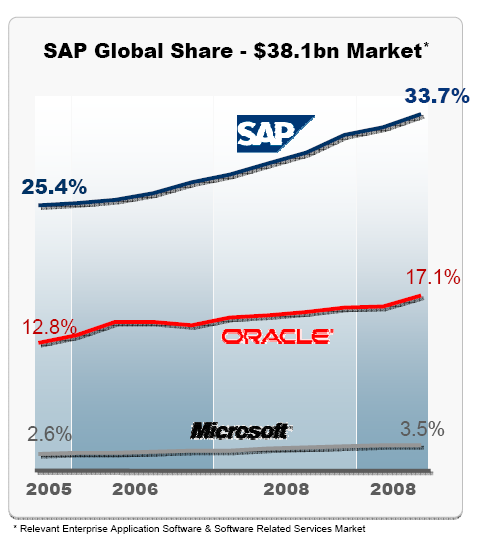 SAP Global Share - $38.1bn Market*
33.7%
SAP
25.4%
17.1%
12.8%
ORACLE
Microsoft
3.5%
2.6%
2005 2006 2008 2008
* Relevant Enterprise Application Software & Software Related Services Market